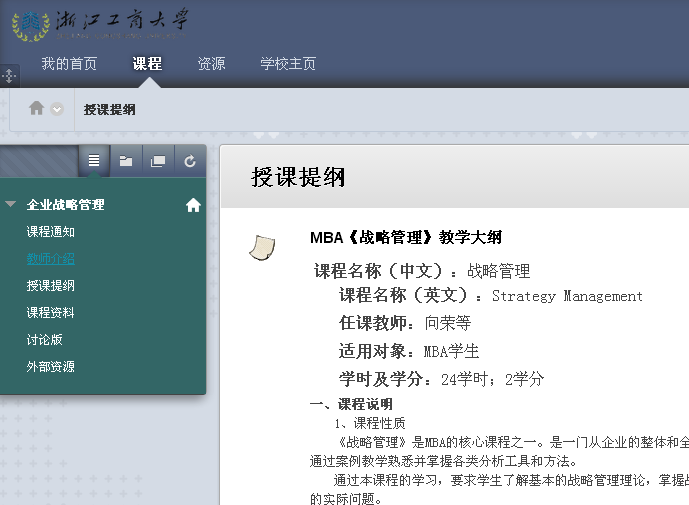 浙江工商大学
我的首页 课程 资源 学校主页
授课提纲
授课提纲
企业战略管理
课程通知
教师介绍
授课提纲
课程资料
讨论版
外部资源
MBA《战略管理》教学大纲
课程名称（中文）：战略管理
课程名称（英文）：Strategy Management
任课教师：向荣等
适用对象：MBA学生
学时及学分：24学时；2学分
一、课程说明
1、课程性质
《战略管理》是MBA的核心课程之一。是一门从企业的整体和全
通过案例教学熟悉并掌握各类分析工具和方法。
通过本课程的学习，要求学生了解基本的战略管理理论，掌握战
的实际问题。